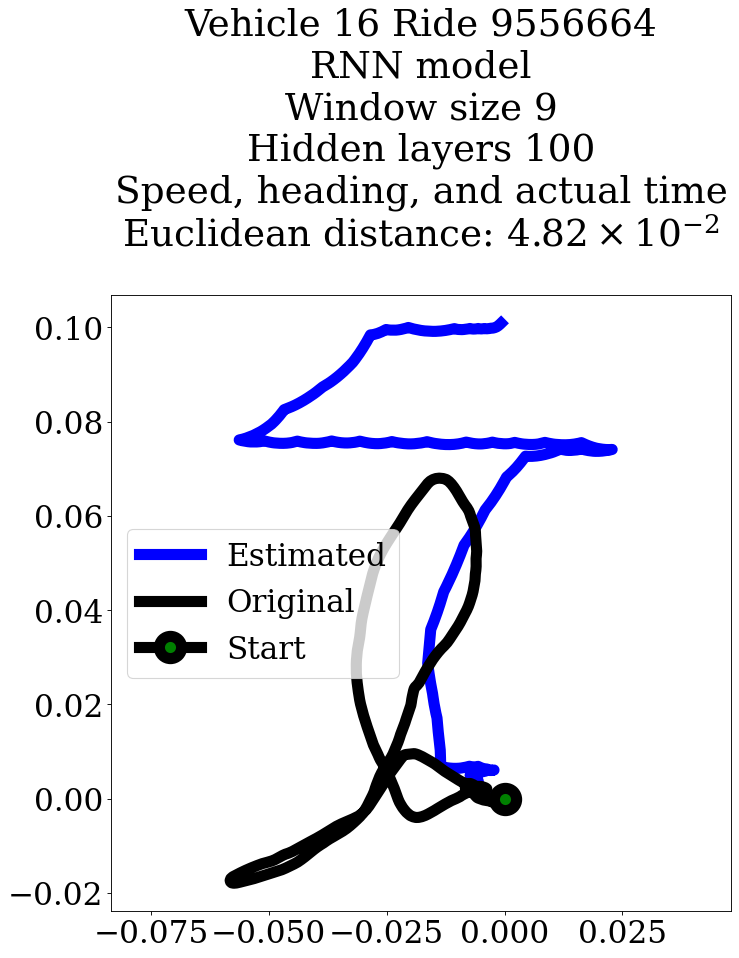 Vehicle 16 Ride 9556664
RNN model
Window size 9
Hidden layers 100
Speed, heading, and actual time
Euclidean distance: 4.82 × 10⁻²
0.10
0.08
0.06
0.04
0.02
0.00
−0.02
Estimated
Original
Start
−0.075 −0.050 −0.025 0.000 0.025